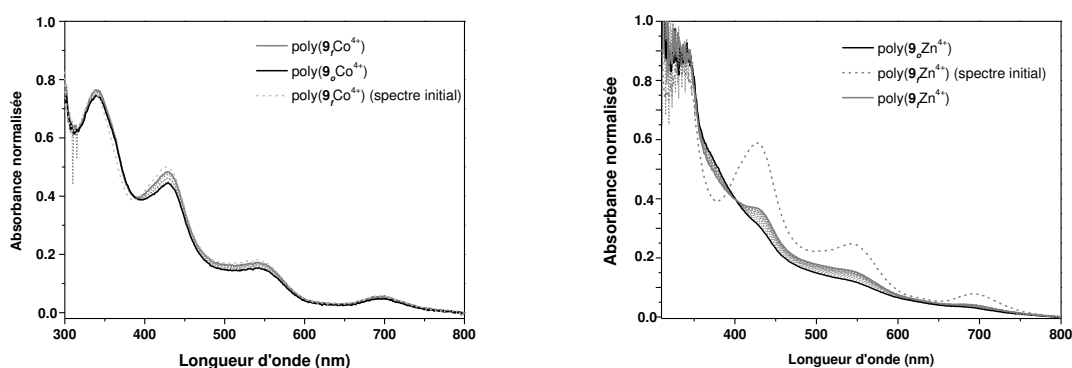 1.0
0.8
0.6
0.4
0.2
0.0
Absorbance normalisée
poly(9fCo4+)
poly(9oCo4+)
poly(9fCo4+) (spectre initial)
300 400 500 600 700 800
Longueur d'onde (nm)
1.0
0.8
0.6
0.4
0.2
0.0
Absorbance normalisée
poly(9oZn4+)
poly(9fZn4+) (spectre initial)
poly(9fZn4+)
400 500 600 700 800
Longueur d'onde (nm)